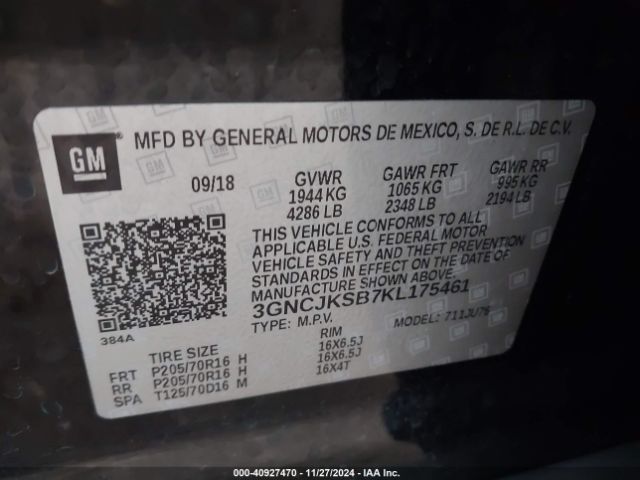 GM
MFD BY GENERAL MOTORS DE MEXICO, S. DE R.L. DE C.V.
09/18 GVWR GAWR FRT GAWR RR
1944 KG 1065 KG 995 KG
4286 LB 2348 LB 2194 LB
THIS VEHICLE CONFORMS TO ALL
APPLICABLE U.S. FEDERAL MOTOR
VEHICLE SAFETY AND THEFT PREVENTION
STANDARDS IN EFFECT ON THE DATE OF
MANUFACTURE SHOWN ABOVE.
3GNCJKSB7KL175461
TYPE: M.P.V. MODEL: 711JU76
384A
TIRE SIZE RIM
FRT P205/70R16 H 16X6.5J
RR P205/70R16 H 16X6.5J
SPA T125/70D16 M 16X4T
000-40927470 - 11/27/2024 - IAA Inc.